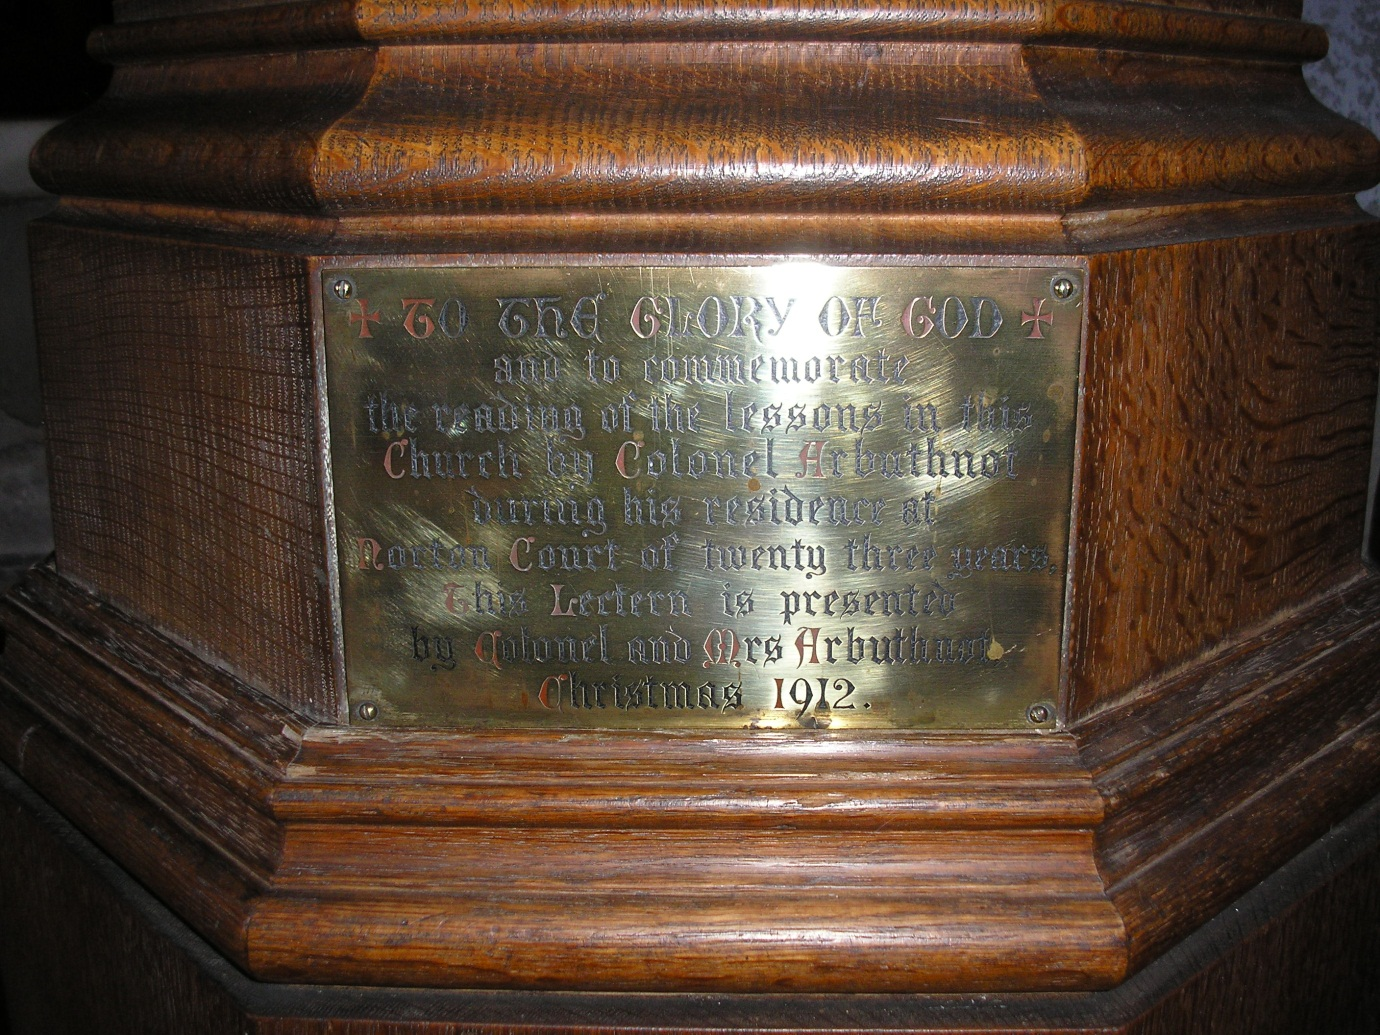 ✠ TO THE GLORY OF GOD ✠
and to commemorate
the reading of the lessons in this
Church by Colonel Arbuthnot
during his residence at
Norton Court of twenty three years,
This Lectern is presented
by Colonel and Mrs Arbuthnot,
Christmas 1912.